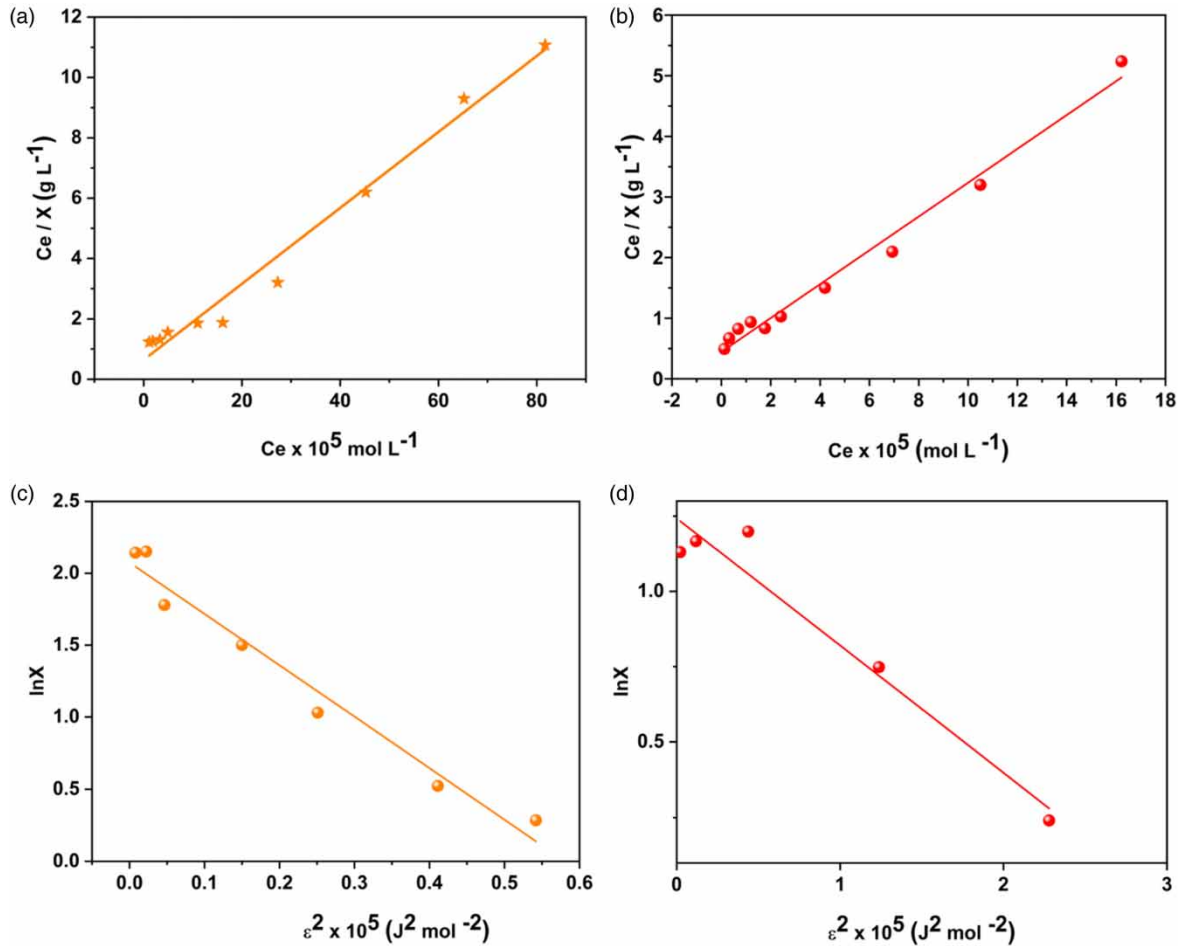 (a)
12
10
8
6
4
2
0
Ce / X (g L⁻¹)
0 20 40 60 80
Ce x 10⁵ mol L⁻¹
(b)
6
5
4
3
2
1
0
Ce / X (g L⁻¹)
-2 0 2 4 6 8 10 12 14 16 18
Ce x 10⁵ (mol L⁻¹)
(c)
2.5
2.0
1.5
1.0
0.5
0.0
lnX
0.0 0.1 0.2 0.3 0.4 0.5 0.6
ε² x 10⁵ (J² mol ⁻²)
(d)
1.0
0.5
lnX
0 1 2 3
ε² x 10⁵ (J² mol ⁻²)